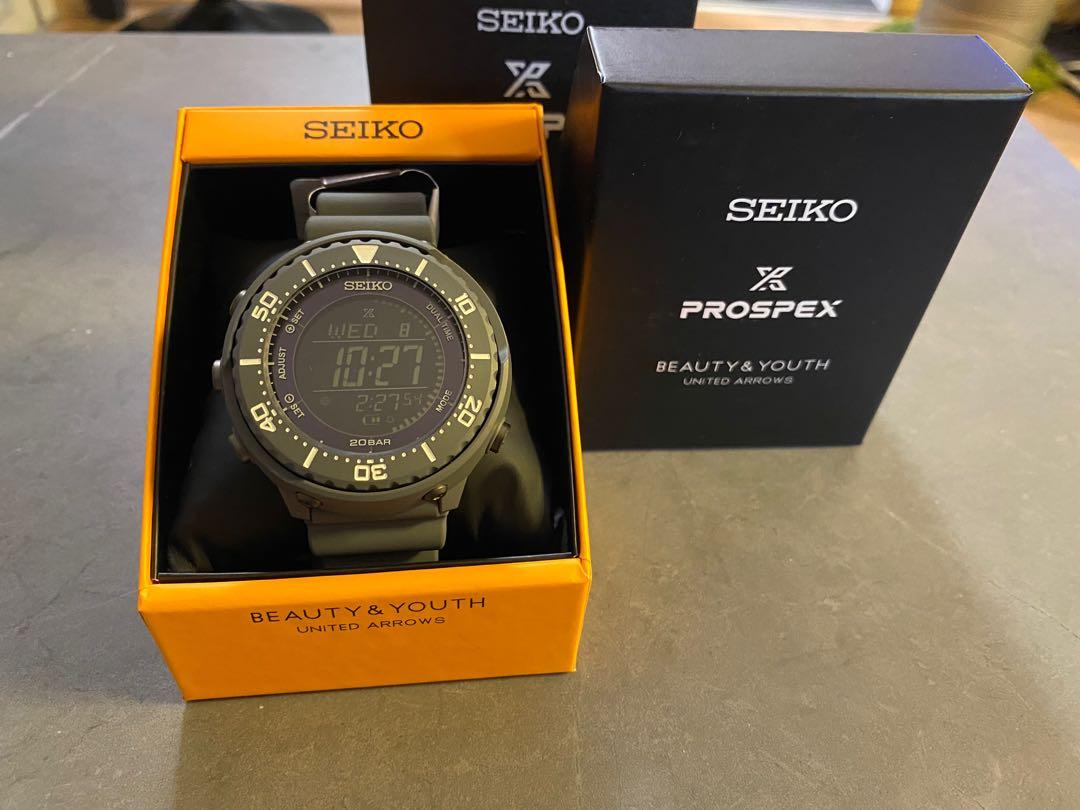 SEIKO
P
SEIKO
PROSPEX
BEAUTY & YOUTH
UNITED ARROWS
SEIKO
SEIKO
50
10
20
30
40
SET
ADJUST
SET
DUAL TIME
MODE
WED 8
10:27
2:27 54
20BAR
BEAUTY & YOUTH
UNITED ARROWS